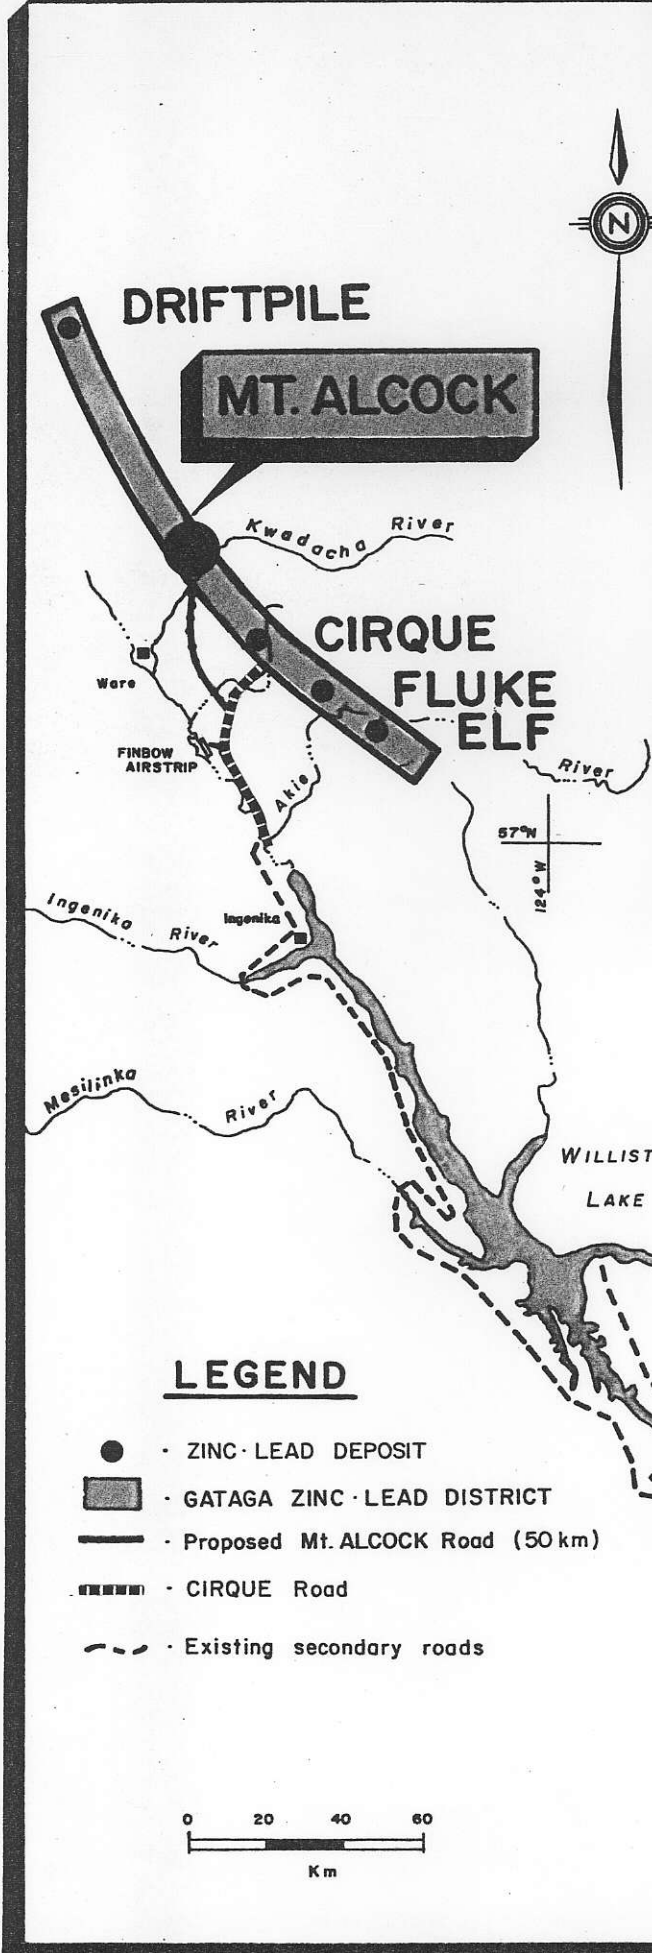 N
DRIFTPILE
MT. ALCOCK
Kwadacha River
CIRQUE
Ware
FLUKE
ELF
FINBOW
AIRSTRIP
River
Akie
57°N
124°W
Ingenika River
Ingenika
Mesilinka River
WILLIST
LAKE
LEGEND
· ZINC·LEAD DEPOSIT
· GATAGA ZINC·LEAD DISTRICT
· Proposed Mt. ALCOCK Road (50 km)
· CIRQUE Road
· Existing secondary roads
0 20 40 60
Km